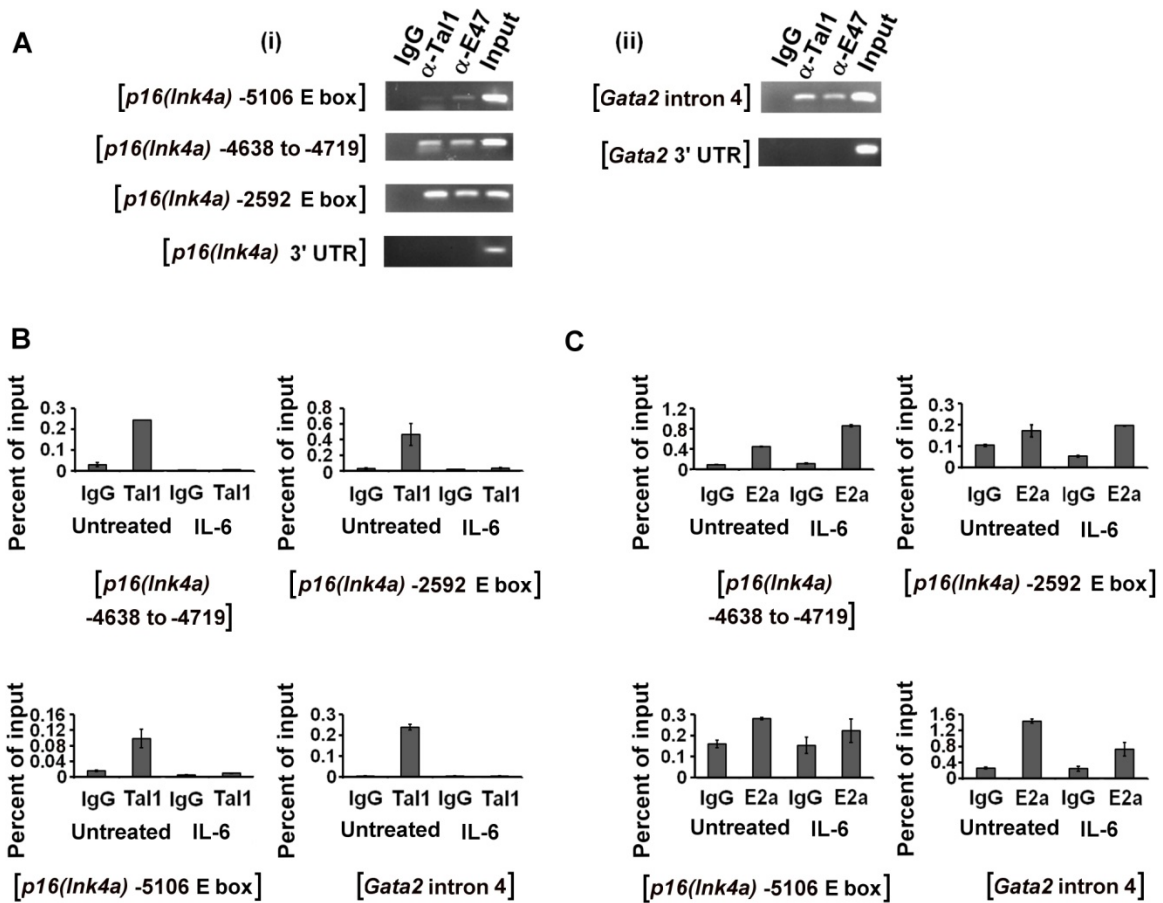 A
(i)
IgG
α-Tal1
α-E47
Input
[p16(Ink4a) -5106 E box]
[p16(Ink4a) -4638 to -4719]
[p16(Ink4a) -2592 E box]
[p16(Ink4a) 3' UTR]
(ii)
IgG
α-Tal1
α-E47
Input
[Gata2 intron 4]
[Gata2 3' UTR]
B
Percent of input
0.3
0.2
0.1
0
IgG Tal1 IgG Tal1
Untreated IL-6
[p16(Ink4a)
-4638 to -4719]
Percent of input
0.8
0.6
0.4
0.2
0
IgG Tal1 IgG Tal1
Untreated IL-6
[p16(Ink4a) -2592 E box]
Percent of input
0.16
0.12
0.08
0.04
0
IgG Tal1 IgG Tal1
Untreated IL-6
[p16(Ink4a) -5106 E box]
Percent of input
0.3
0.2
0.1
0
IgG Tal1 IgG Tal1
Untreated IL-6
[Gata2 intron 4]
C
Percent of input
1.2
0.8
0.4
0
IgG E2a IgG E2a
Untreated IL-6
[p16(Ink4a)
-4638 to -4719]
Percent of input
0.3
0.2
0.1
0
IgG E2a IgG E2a
Untreated IL-6
[p16(Ink4a) -2592 E box]
Percent of input
0.3
0.2
0.1
0
IgG E2a IgG E2a
Untreated IL-6
[p16(Ink4a) -5106 E box]
Percent of input
1.6
1.2
0.8
0.4
0
IgG E2a IgG E2a
Untreated IL-6
[Gata2 intron 4]